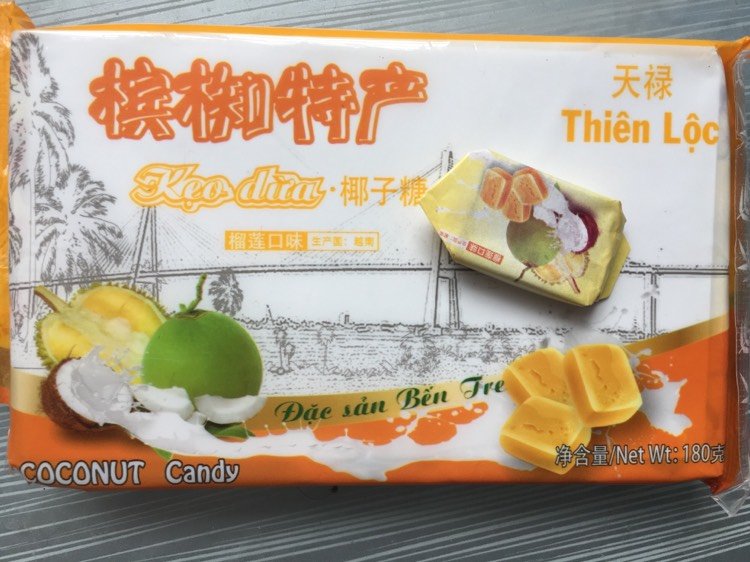 槟椥特产
天禄
Thiên Lộc
Kẹo dừa · 椰子糖
榴莲口味 生产国：越南
Đặc sản Bến Tre
COCONUT Candy
净含量/Net Wt: 180克